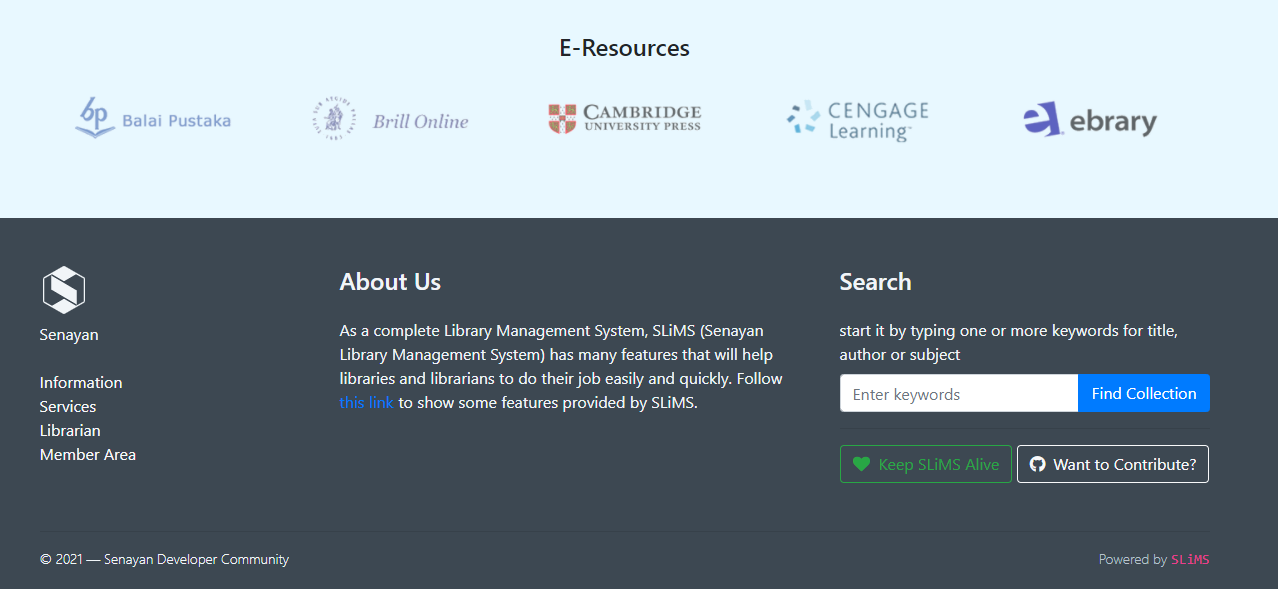 E-Resources
bp Balai Pustaka
Brill Online
CAMBRIDGE
UNIVERSITY PRESS
CENGAGE
Learning™
ebrary
Senayan
Information
Services
Librarian
Member Area
About Us
As a complete Library Management System, SLiMS (Senayan
Library Management System) has many features that will help
libraries and librarians to do their job easily and quickly. Follow
this link to show some features provided by SLiMS.
Search
start it by typing one or more keywords for title,
author or subject
Enter keywords
Find Collection
Keep SLiMS Alive
Want to Contribute?
© 2021 — Senayan Developer Community
Powered by SLiMS